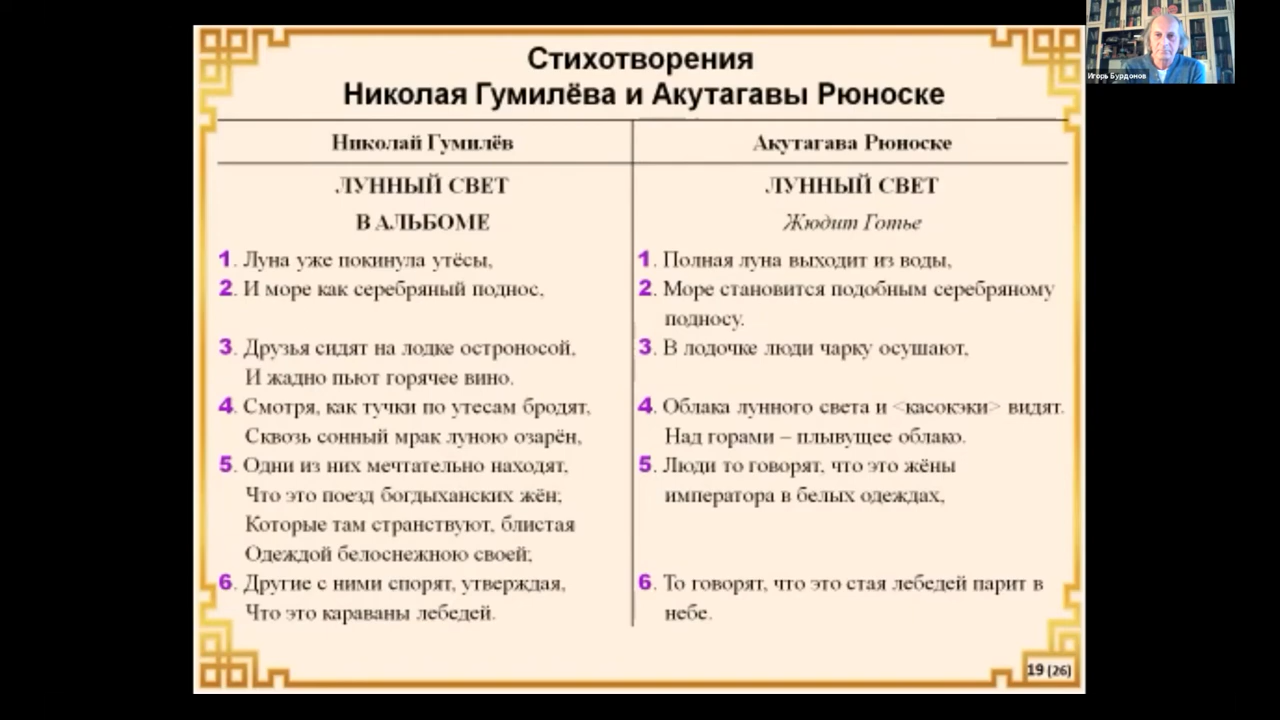 Стихотворения
Николая Гумилёва и Акутагавы Рюноске
Николай Гумилёв
ЛУННЫЙ СВЕТ
В АЛЬБОМЕ
1. Луна уже покинула утёсы,
2. И море как серебряный поднос,
3. Друзья сидят на лодке остроносой,
И жадно пьют горячее вино.
4. Смотря, как тучки по утесам бродят,
Сквозь сонный мрак луною озарён,
5. Одни из них мечтательно находят,
Что это поезд богдыханских жён;
Которые там странствуют, блистая
Одеждой белоснежною своей;
6. Другие с ними спорят, утверждая,
Что это караваны лебедей.
Акутагава Рюноске
ЛУННЫЙ СВЕТ
Жюдит Готье
1. Полная луна выходит из воды,
2. Море становится подобным серебряному
подносу.
3. В лодочке люди чарку осушают,
4. Облака лунного света и <касокэки> видят.
Над горами – плывущее облако.
5. Люди то говорят, что это жёны
императора в белых одеждах,
6. То говорят, что это стая лебедей парит в
небе.
19 (26)
Игорь Бурдонов